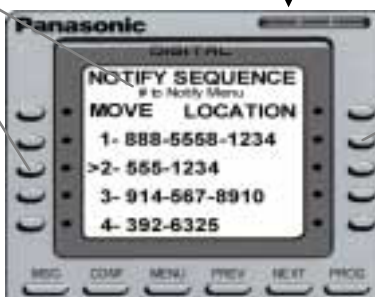 Panasonic
DIGITAL
NOTIFY SEQUENCE
# to Notify Menu
MOVE LOCATION
1- 888-5558-1234
>2- 555-1234
3- 914-567-8910
4- 392-6325
MSG CONF MENU PREV NEXT PROG